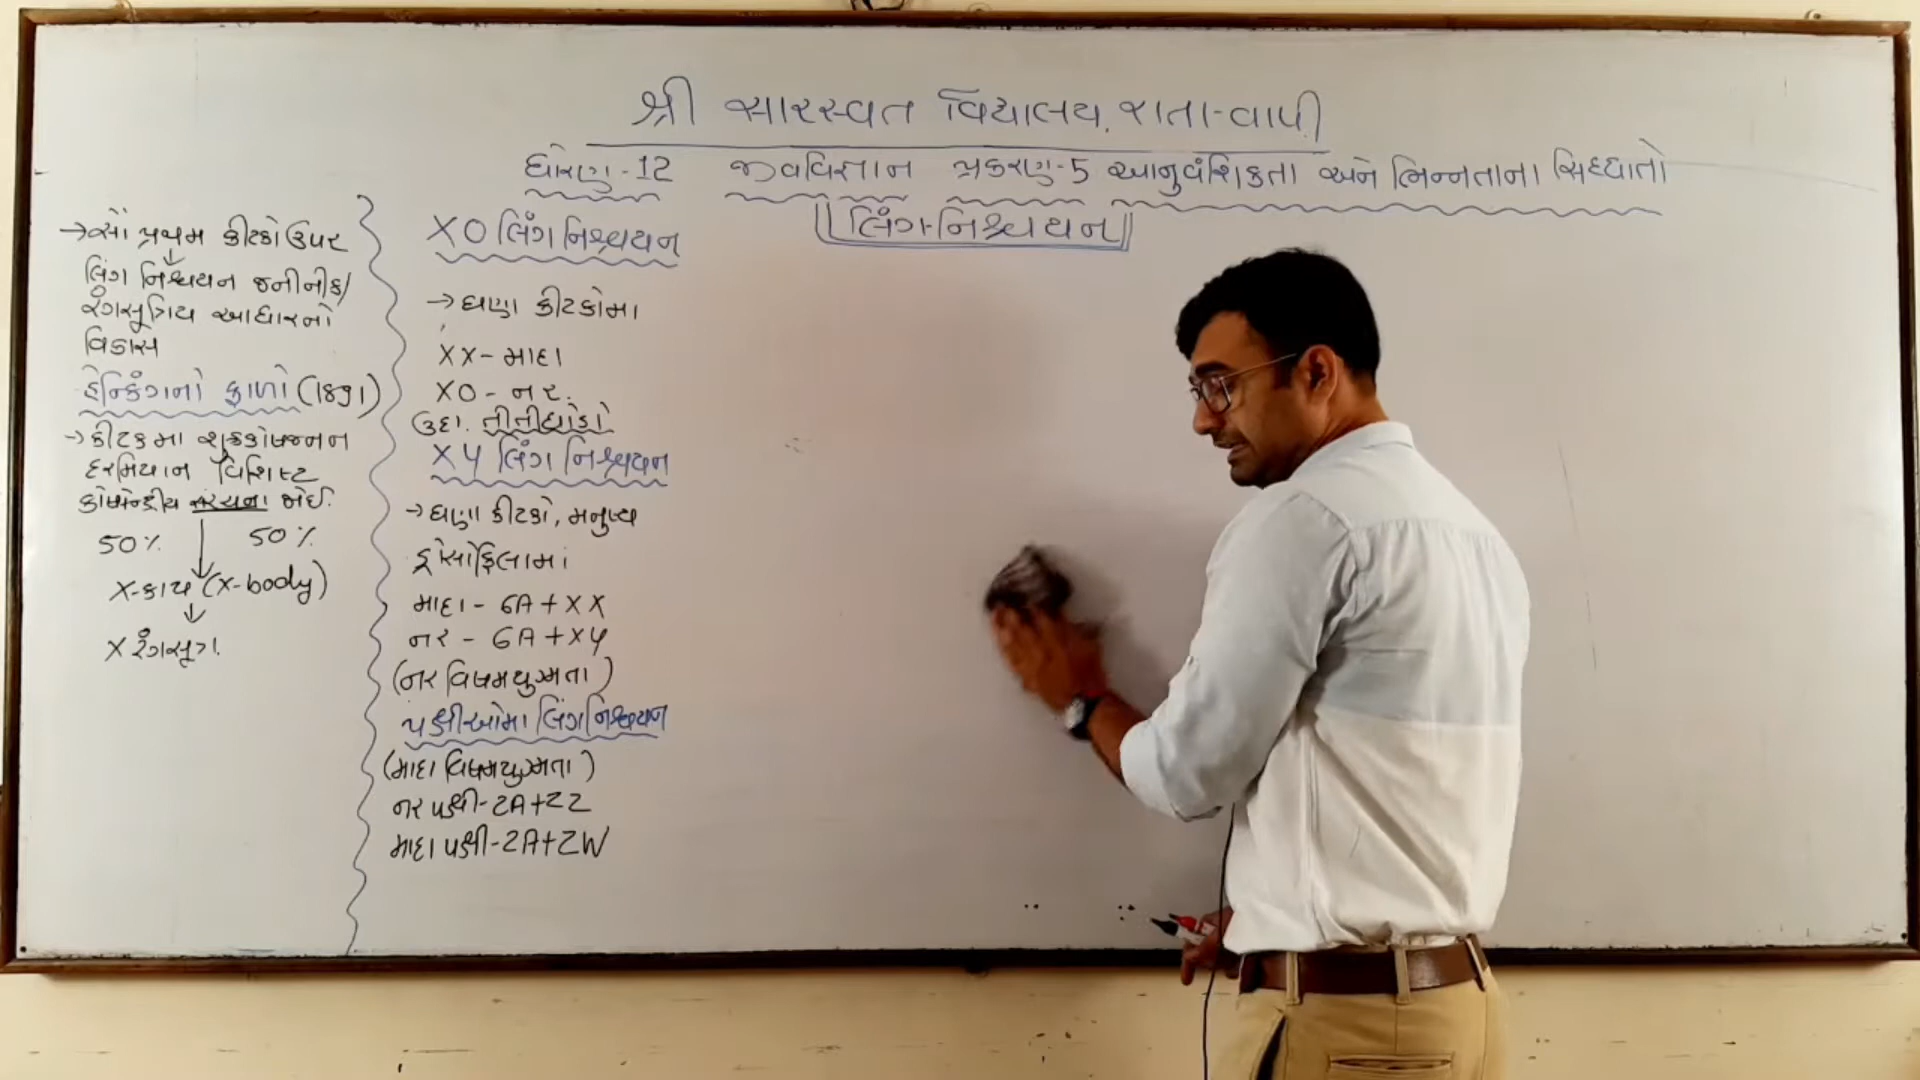 શ્રી સારસ્વત વિદ્યાલય, રાતા-વાપી
ધોરણ-12 જીવવિજ્ઞાન પ્રકરણ-5 આનુવંશિકતા અને ભિન્નતાના સિધ્ધાતો
લિંગ-નિશ્ચયન
→ સૌ પ્રથમ કીટકો ઉપર
↓
લિંગ નિશ્ચયન જનીનીક/
રંગસૂત્રિય આધારનો
વિકાસ
હેન્કિંગનો ફાળો (1891)
→ કીટકમા શુક્રકોષજનન
દરમિયાન વિશિષ્ટ
કોષકેન્દ્રીય સંરચના જોઈ.
50% ↓ 50%
X-કાય (X-body)
↓
X રંગસૂત્ર.
XO લિંગ નિશ્ચયન
→ ઘણા કીટકોમા
XX - માદા
XO - નર.
ઉદા. તીતીઘોડો
XY લિંગ નિશ્ચયન
→ ઘણા કીટકો, મનુષ્ય
ડ્રોસોફિલામાં
માદા - 6A + XX
નર - 6A + XY
(નર વિષમયુગ્મતા)
પક્ષીઓમા લિંગ નિશ્ચયન
(માદા વિષમયુગ્મતા)
નર પક્ષી - 2A + ZZ
માદા પક્ષી - 2A + ZW